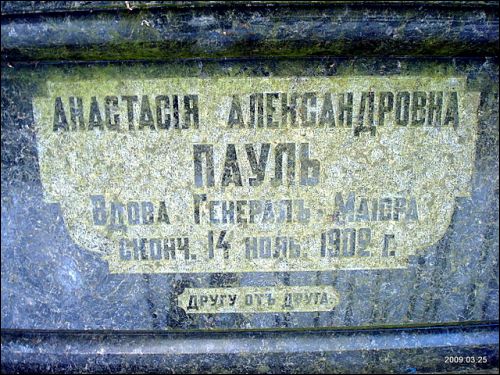 АНАСТАСІЯ АЛЕКСАНДРОВНА
ПАУЛЬ
ВДОВА ГЕНЕРАЛЪ-МАІОРА
СКОНЧ. 14 НОЛЬ. 1902 Г.
ДРУГУ ОТЪ ДРУГА.
2009 03 25